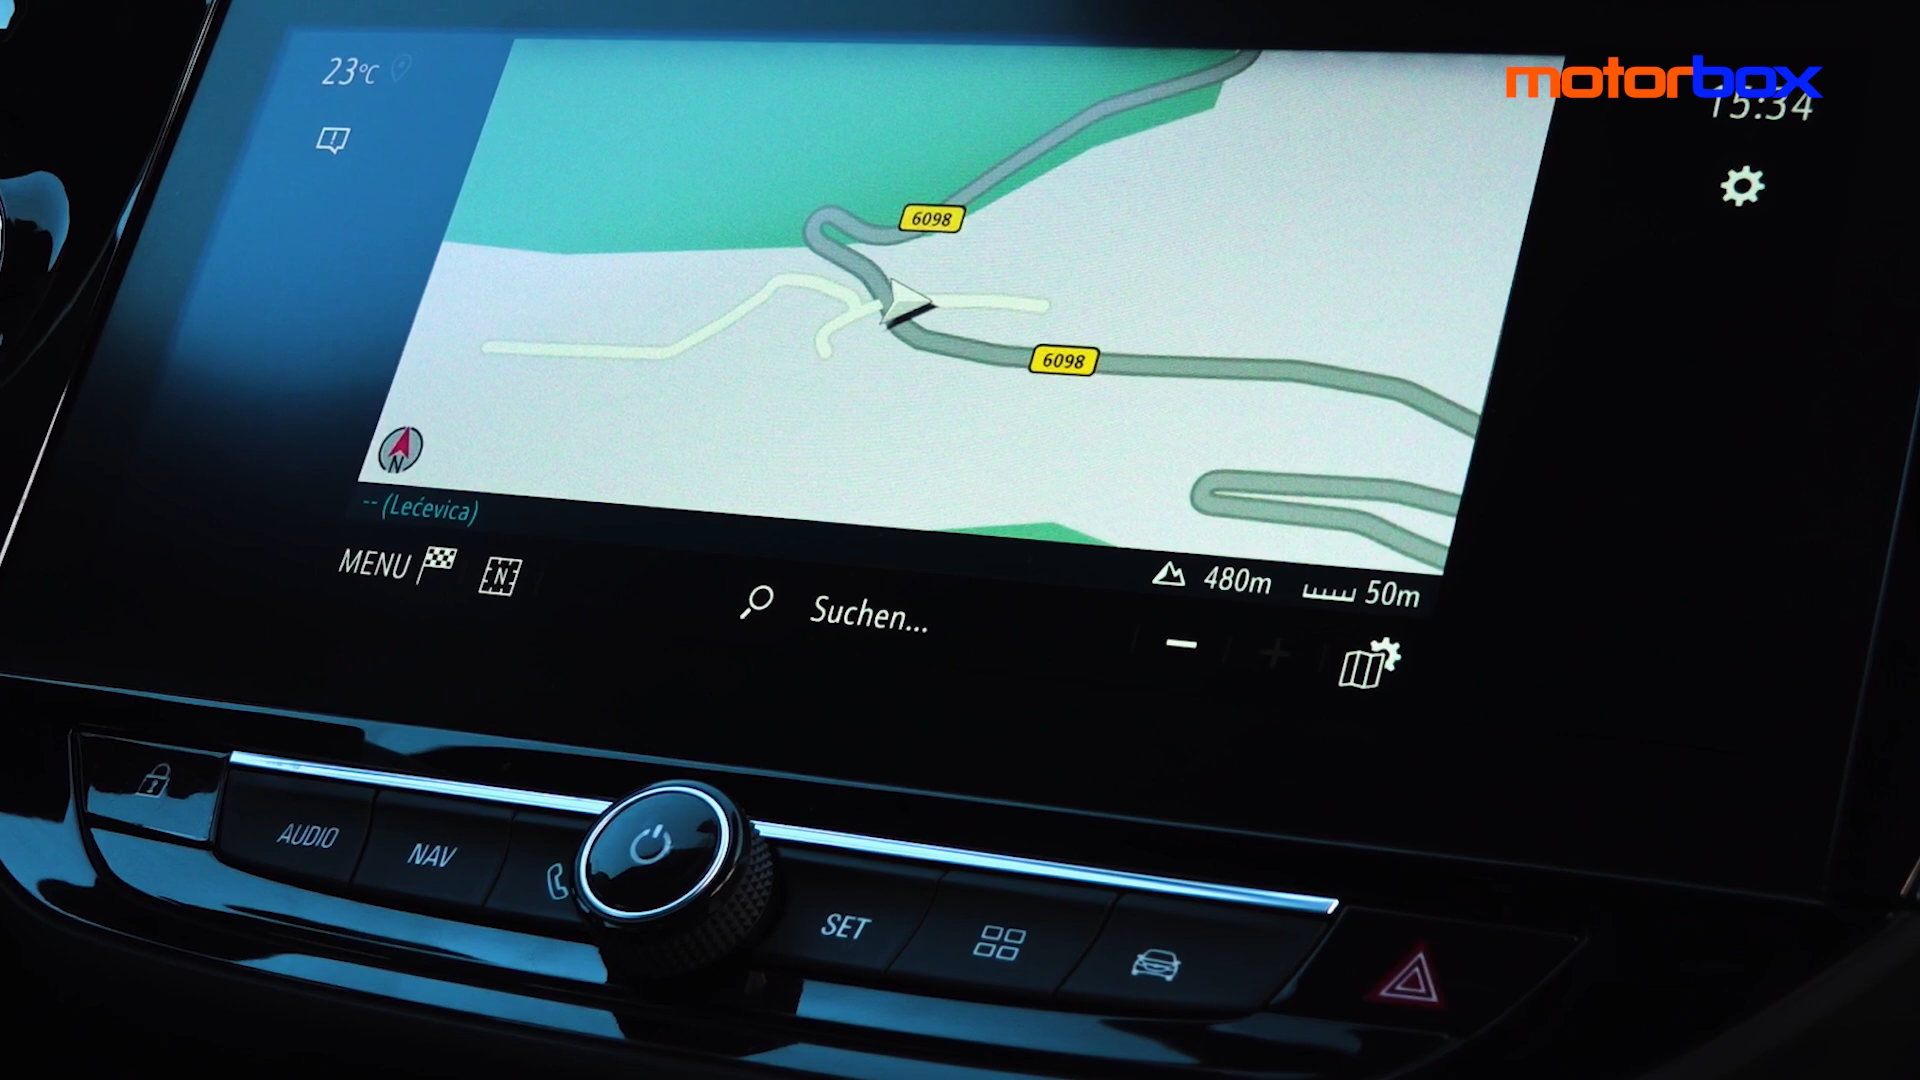 motorbox
23°C
15:34
6098
6098
N
-- (Lećevica)
MENU
N
Suchen...
480m
50m
AUDIO
NAV
SET